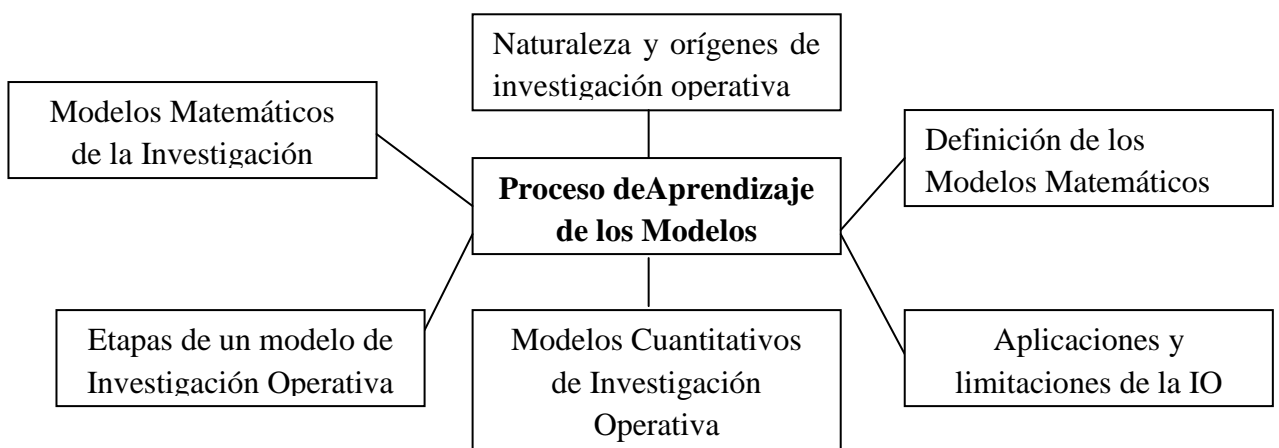 Naturaleza y orígenes de
investigación operativa
Modelos Matemáticos
de la Investigación
Definición de los
Modelos Matemáticos
Proceso deAprendizaje
de los Modelos
Etapas de un modelo de
Investigación Operativa
Modelos Cuantitativos
de Investigación
Operativa
Aplicaciones y
limitaciones de la IO